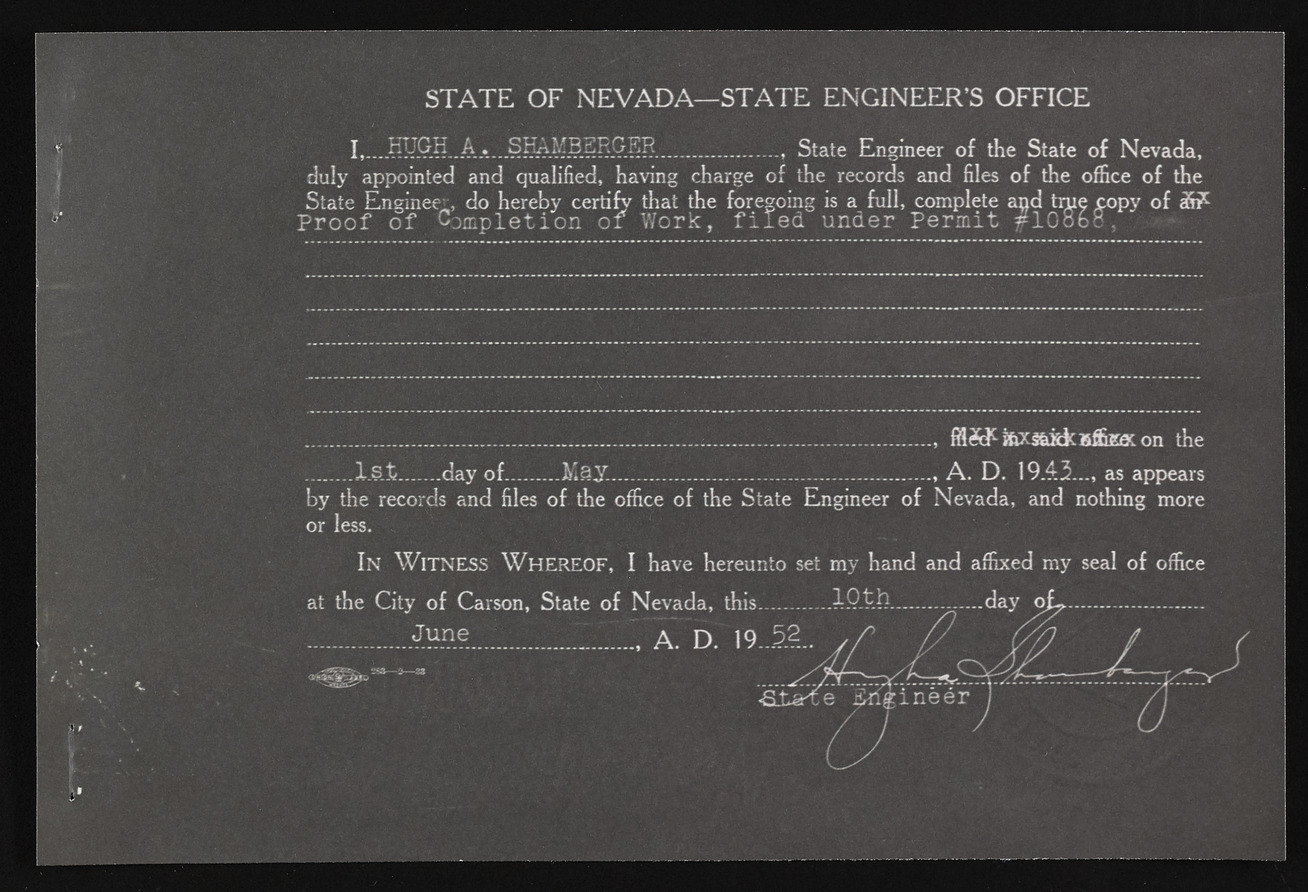 STATE OF NEVADA—STATE ENGINEER'S OFFICE
I, HUGH A. SHAMBERGER, State Engineer of the State of Nevada,
duly appointed and qualified, having charge of the records and files of the office of the
State Engineer, do hereby certify that the foregoing is a full, complete and true copy of
Proof of Completion of Work, filed under Permit #10868,
, filed in said office on the
1st day of May, A. D. 1943, as appears
by the records and files of the office of the State Engineer of Nevada, and nothing more
or less.
IN WITNESS WHEREOF, I have hereunto set my hand and affixed my seal of office
at the City of Carson, State of Nevada, this 10th day of
June, A. D. 1952.
Hugh A Shamberger
State Engineer